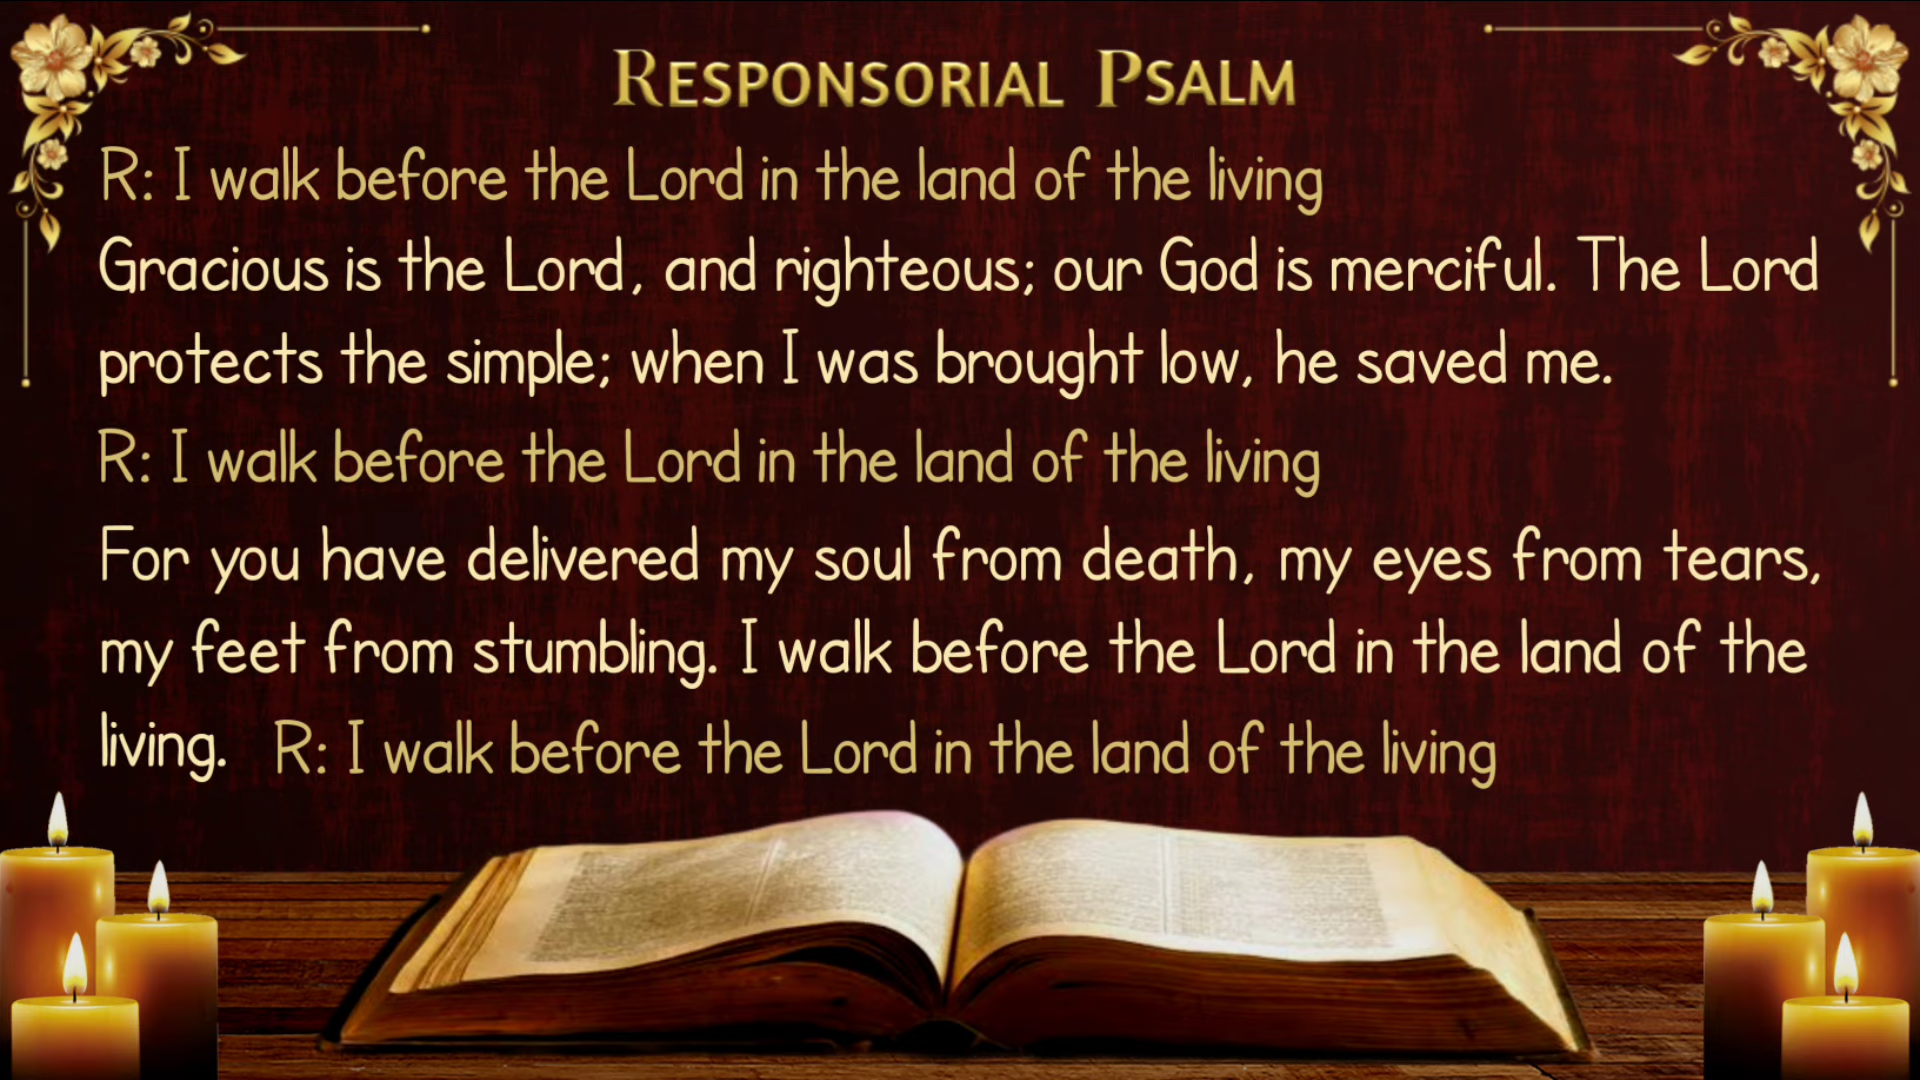 RESPONSORIAL PSALM
R: I walk before the Lord in the land of the living
Gracious is the Lord, and righteous; our God is merciful. The Lord
protects the simple; when I was brought low, he saved me.
R: I walk before the Lord in the land of the living
For you have delivered my soul from death, my eyes from tears,
my feet from stumbling. I walk before the Lord in the land of the
living. R: I walk before the Lord in the land of the living